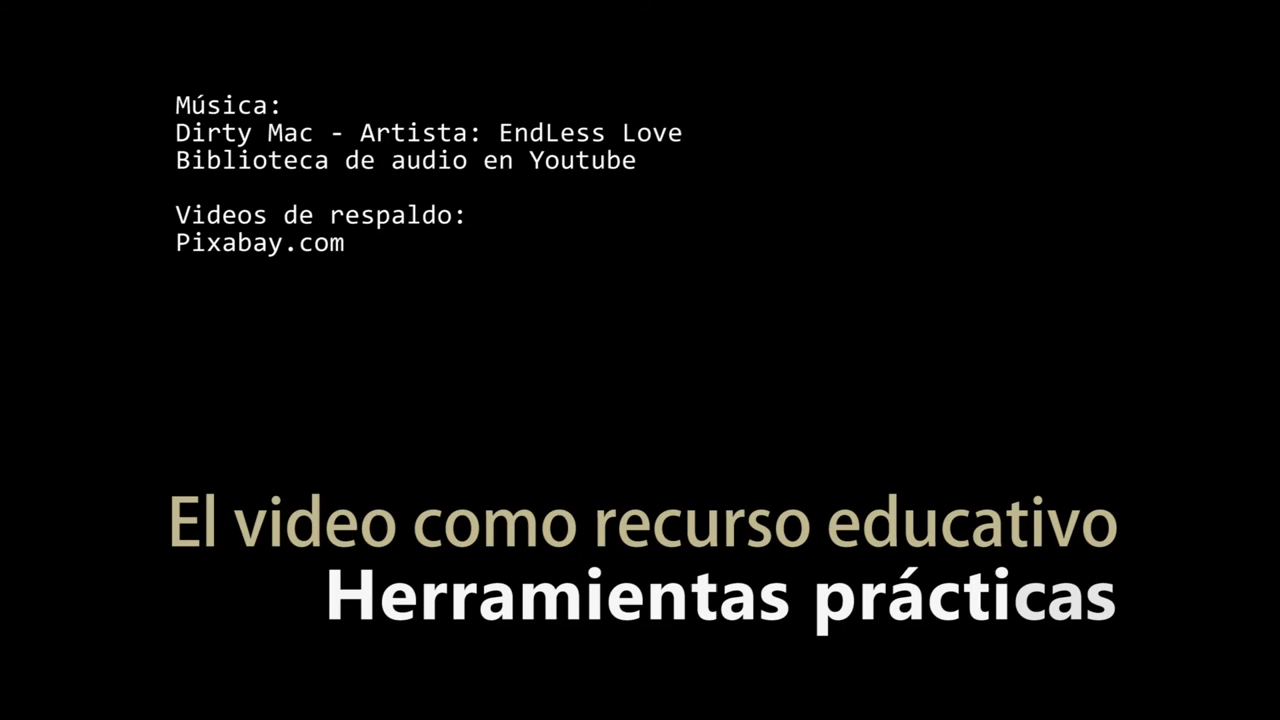 Música:
Dirty Mac - Artista: EndLess Love
Biblioteca de audio en Youtube
Videos de respaldo:
Pixabay.com
El video como recurso educativo
Herramientas prácticas